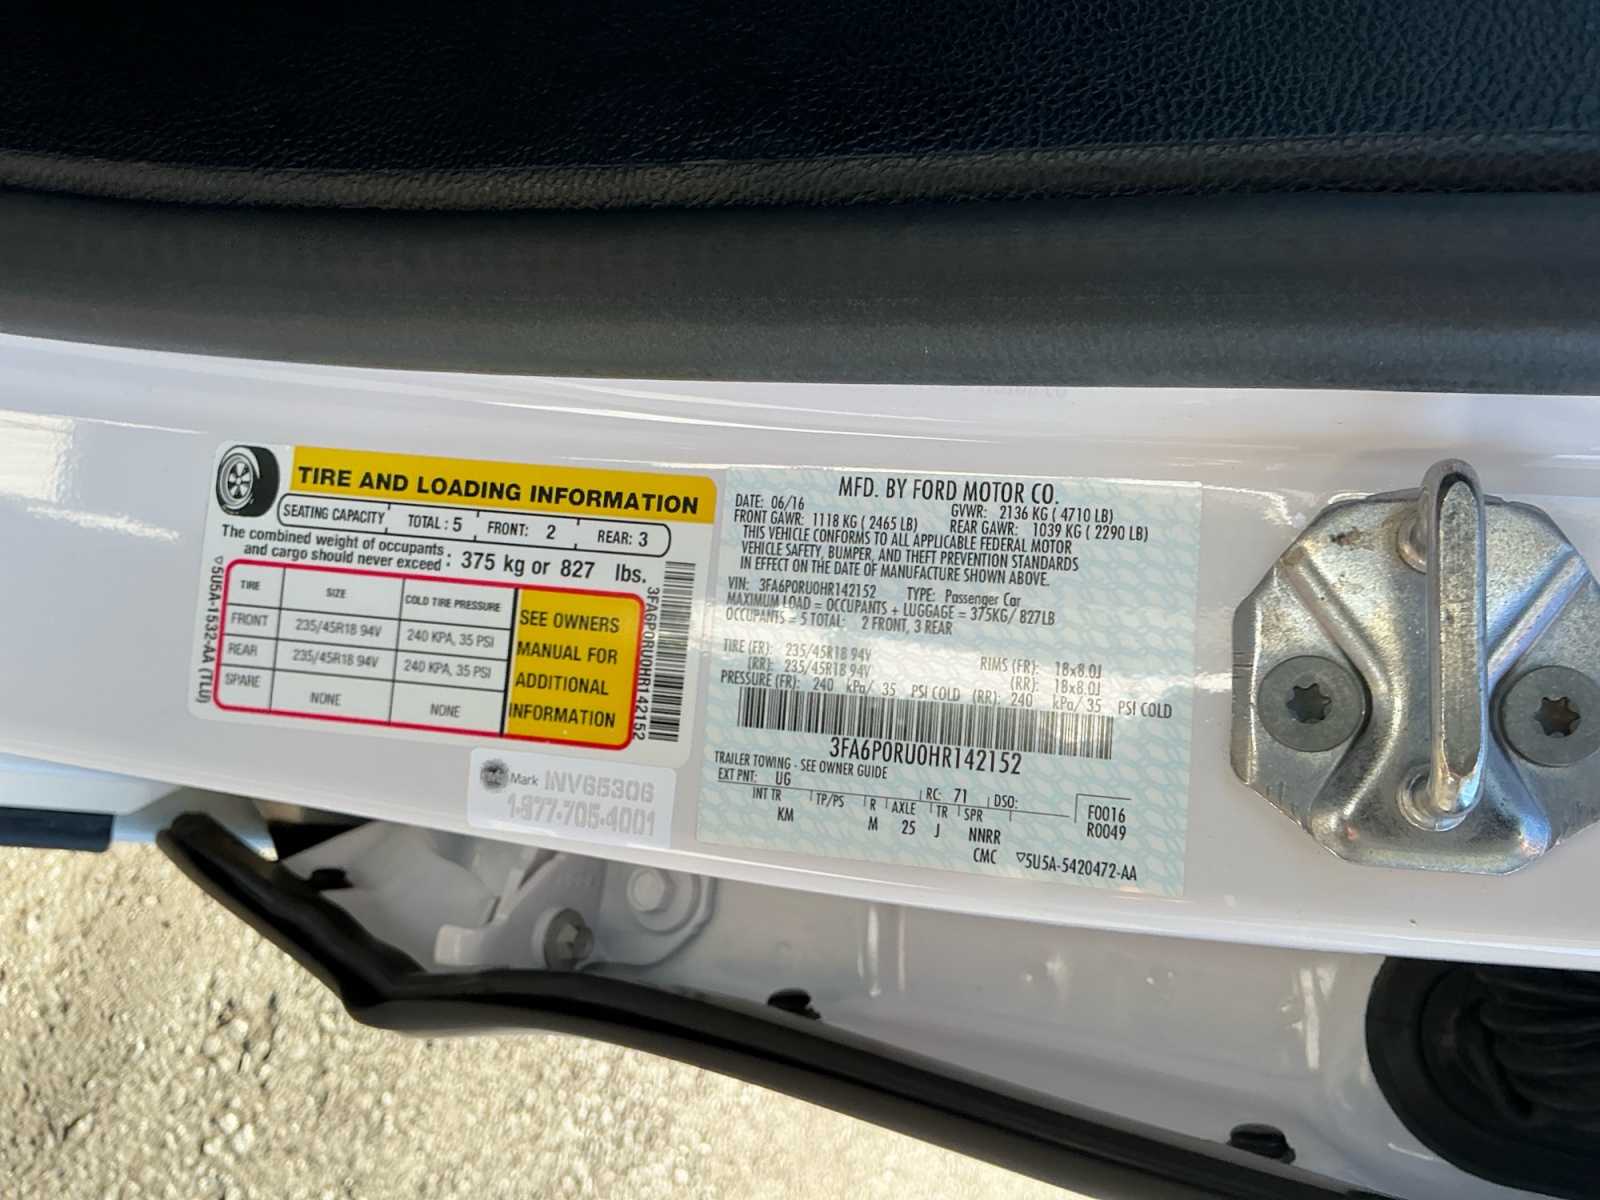 TIRE AND LOADING INFORMATION
SEATING CAPACITY TOTAL : 5 FRONT: 2 REAR: 3
The combined weight of occupants
and cargo should never exceed : 375 kg or 827 lbs.
TIRE SIZE COLD TIRE PRESSURE
FRONT 235/45R18 94V 240 KPA, 35 PSI
REAR 235/45R18 94V 240 KPA, 35 PSI
SPARE NONE NONE
SEE OWNERS
MANUAL FOR
ADDITIONAL
INFORMATION
5U5A-1532-AA (TLU)
3FA6P0RU0HR142152
Mark INV65306
1-877-705-4001
MFD. BY FORD MOTOR CO.
DATE: 06/16 GVWR: 2136 KG ( 4710 LB)
FRONT GAWR: 1118 KG ( 2465 LB) REAR GAWR: 1039 KG ( 2290 LB)
THIS VEHICLE CONFORMS TO ALL APPLICABLE FEDERAL MOTOR
VEHICLE SAFETY, BUMPER, AND THEFT PREVENTION STANDARDS
IN EFFECT ON THE DATE OF MANUFACTURE SHOWN ABOVE.
VIN: 3FA6P0RU0HR142152 TYPE: Passenger Car
MAXIMUM LOAD = OCCUPANTS + LUGGAGE = 375KG/ 827LB
OCCUPANTS = 5 TOTAL: 2 FRONT, 3 REAR
TIRE (FR): 235/45R18 94V RIMS (FR): 18x8.0J
(RR): 235/45R18 94V (RR): 18x8.0J
PRESSURE (FR): 240 kPa/ 35 PSI COLD (RR): 240 kPa/ 35 PSI COLD
3FA6P0RU0HR142152
TRAILER TOWING - SEE OWNER GUIDE
EXT PNT: UG RC: 71 DSO:
INT TR TP/PS R AXLE TR SPR F0016
KM M 25 J NNRR R0049
CMC 5U5A-5420472-AA